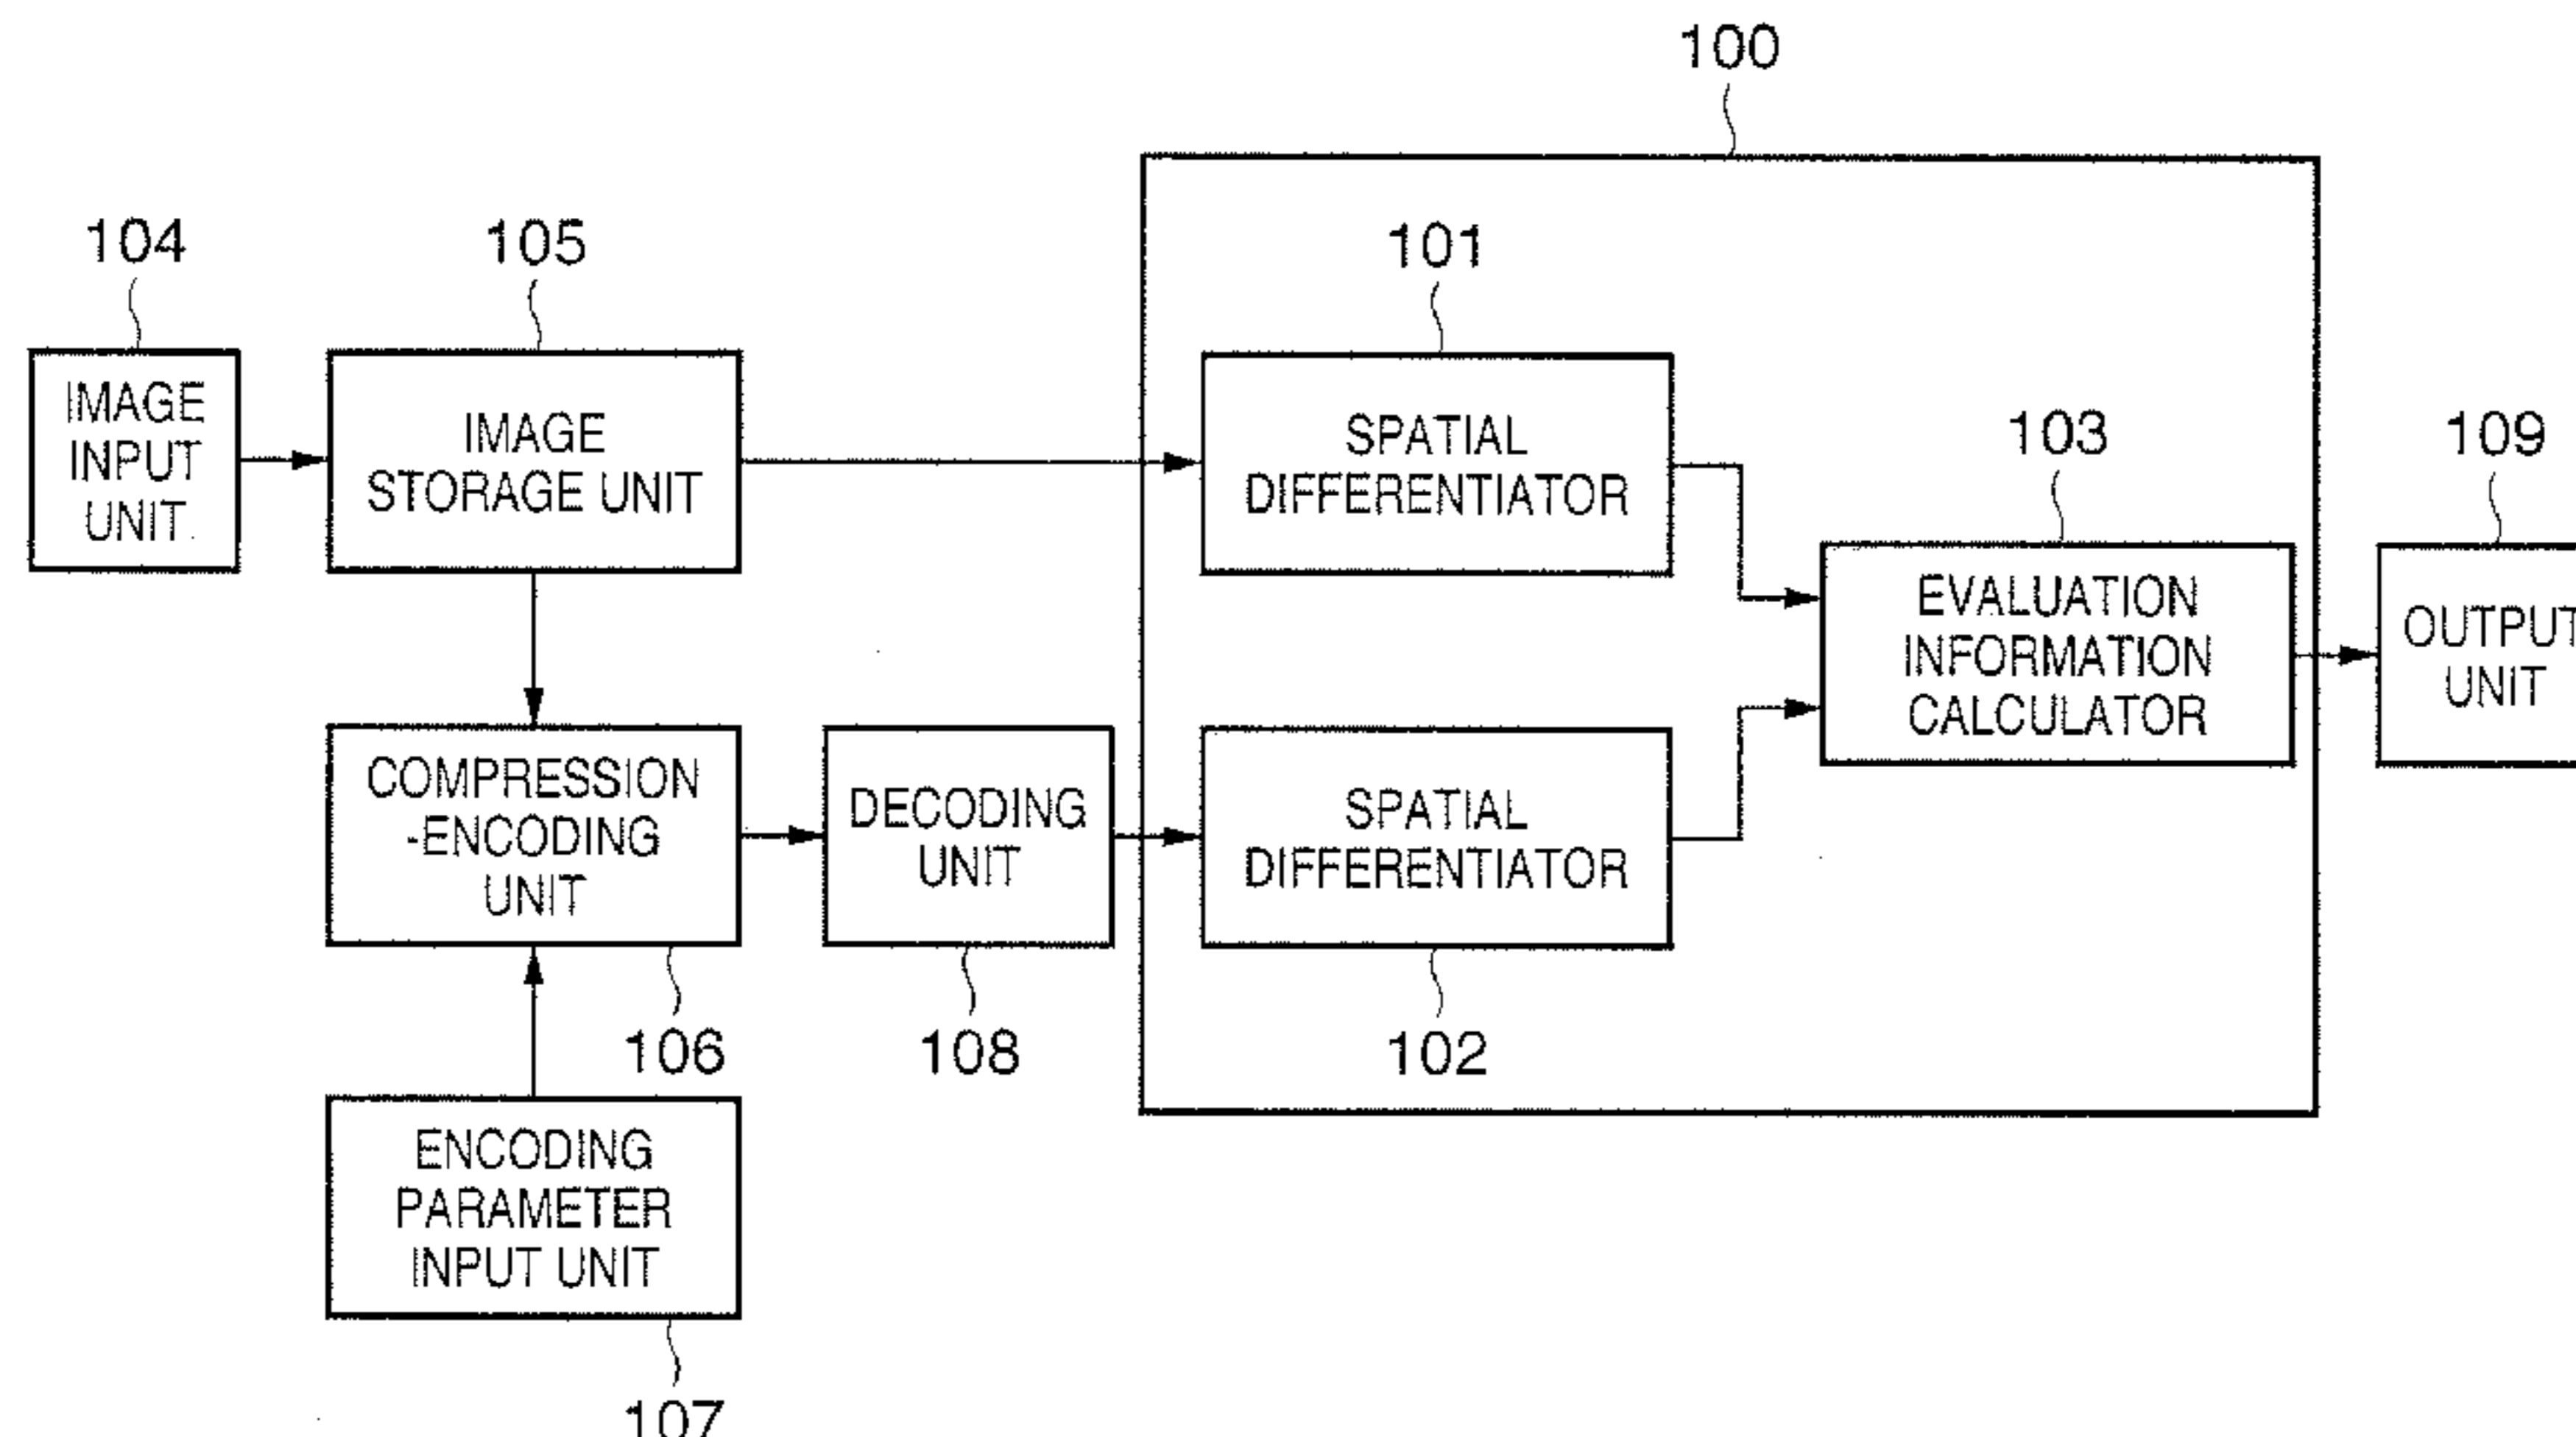 100
104
105
101
103
109
IMAGE
INPUT
UNIT
IMAGE
STORAGE UNIT
SPATIAL
DIFFERENTIATOR
EVALUATION
INFORMATION
CALCULATOR
OUTPUT
UNIT
COMPRESSION
-ENCODING
UNIT
DECODING
UNIT
SPATIAL
DIFFERENTIATOR
106
108
102
ENCODING
PARAMETER
INPUT UNIT
107